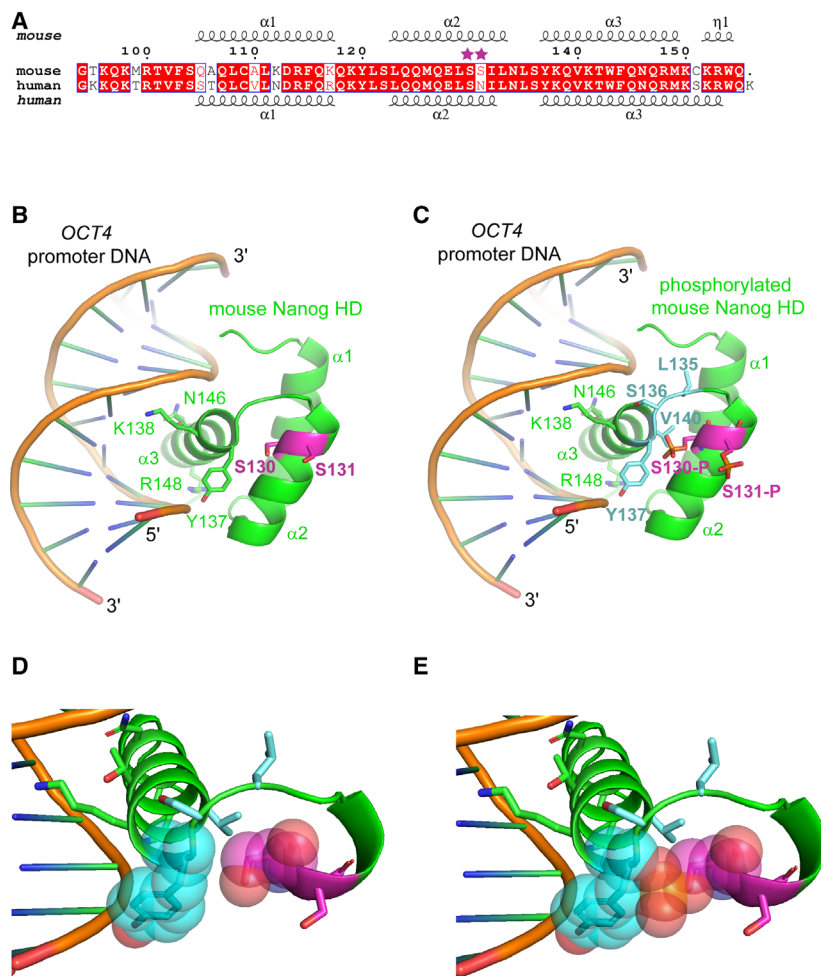 A
α1 α2 α3 η1
mouse
100 110 120 140 150
mouse GTKQKMRTVFSQAQLCALKDRFQKQKYLSLQQMQELSSILNLSYKQVKTWFQNQRMKCKRWQ.
human GKKQKTRTVFSSTQLCVLNDRFQRQKYLSLQQMQELSNILNLSYKQVKTWFQNQRMKSKRWQK
human
α1 α2 α3
B
OCT4
promoter DNA
3'
mouse Nanog HD
α1
N146
K138
α3
S130
S131
R148
Y137
5'
α2
3'
C
OCT4
promoter DNA
3'
phosphorylated
mouse Nanog HD
L135
α1
S136
N146
V140
K138
α3
S130-P
R148
S131-P
Y137
5'
α2
3'
D
E